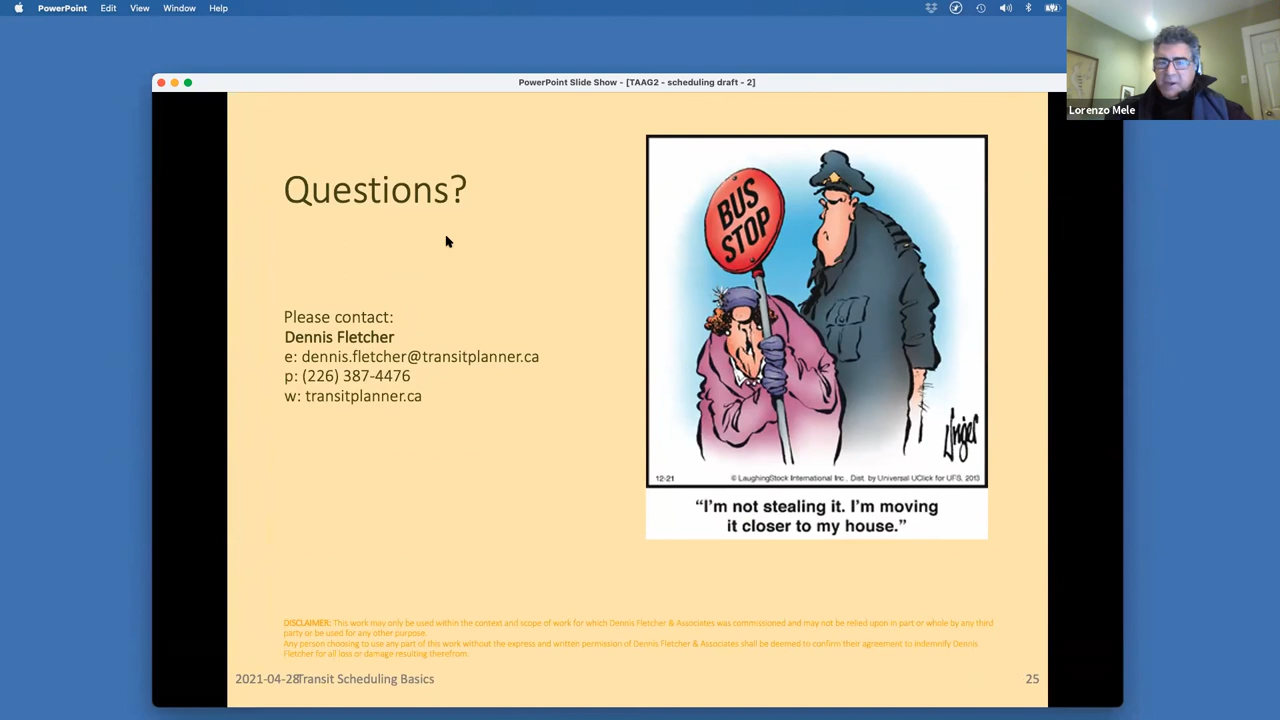 PowerPoint Edit View Window Help
Lorenzo Mele
PowerPoint Slide Show - [TAAG2 - scheduling draft - 2]
Questions?
Please contact:
Dennis Fletcher
e: dennis.fletcher@transitplanner.ca
p: (226) 387-4476
w: transitplanner.ca
BUS
STOP
Unger
12-21 © LaughingStock International Inc., Dist. by Universal UClick for UFS, 2013
“I’m not stealing it. I’m moving
it closer to my house.”
DISCLAIMER: This work may only be used within the context and scope of work for which Dennis Fletcher & Associates was commissioned and may not be relied upon in part or whole by any third
party or be used for any other purpose.
Any person choosing to use any part of this work without the express and written permission of Dennis Fletcher & Associates shall be deemed to confirm their agreement to indemnify Dennis
Fletcher for all loss or damage resulting therefrom.
2021-04-28 Transit Scheduling Basics 25